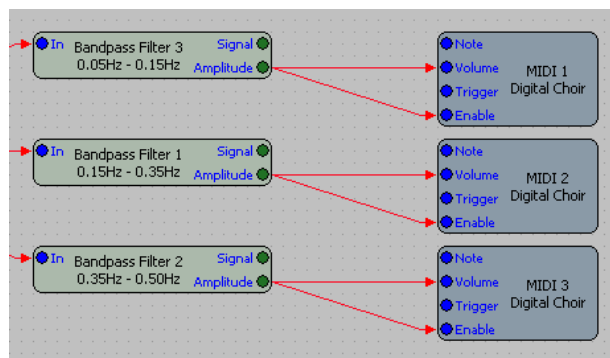 In
Bandpass Filter 3
0.05Hz - 0.15Hz
Signal
Amplitude
Note
Volume
Trigger
Enable
MIDI 1
Digital Choir
In
Bandpass Filter 1
0.15Hz - 0.35Hz
Signal
Amplitude
Note
Volume
Trigger
Enable
MIDI 2
Digital Choir
In
Bandpass Filter 2
0.35Hz - 0.50Hz
Signal
Amplitude
Note
Volume
Trigger
Enable
MIDI 3
Digital Choir